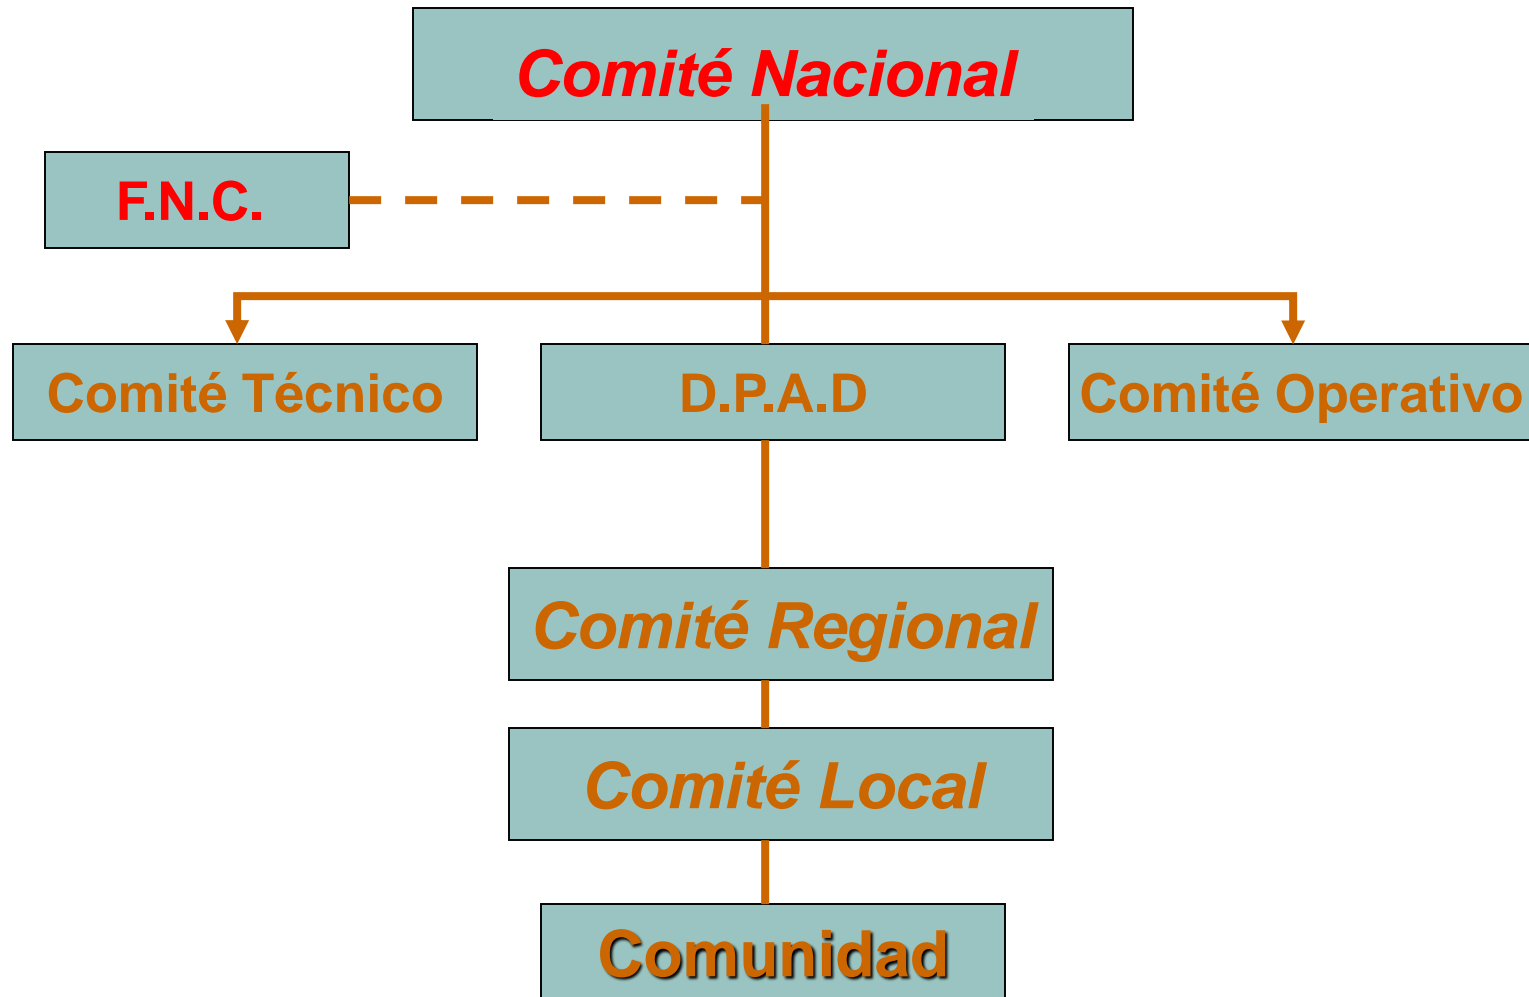 Comité Nacional
F.N.C.
Comité Técnico
D.P.A.D
Comité Operativo
Comité Regional
Comité Local
Comunidad